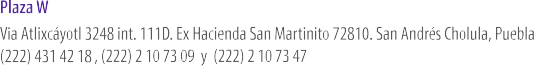 Plaza W
Via Atlixcáyotl 3248 int. 111D. Ex Hacienda San Martinito 72810. San Andrés Cholula, Puebla
(222) 431 42 18 , (222) 2 10 73 09  y  (222) 2 10 73 47